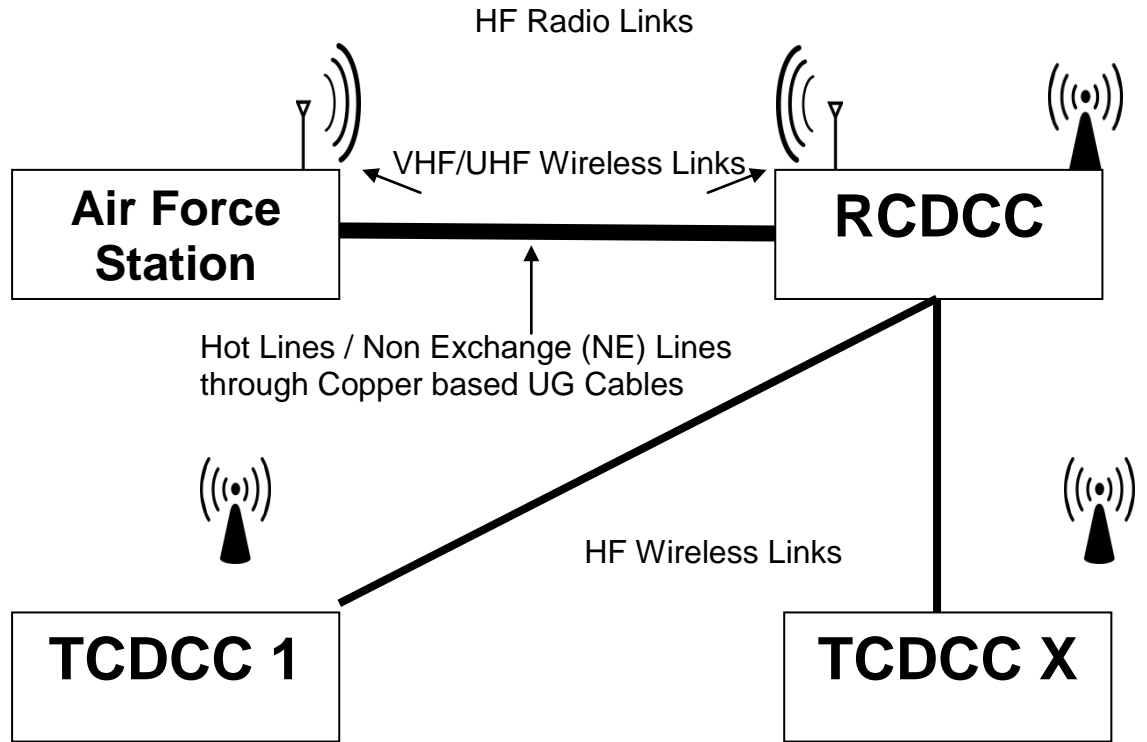 HF Radio Links
VHF/UHF Wireless Links
Air Force
Station
RCDCC
Hot Lines / Non Exchange (NE) Lines
through Copper based UG Cables
HF Wireless Links
TCDCC 1
TCDCC X